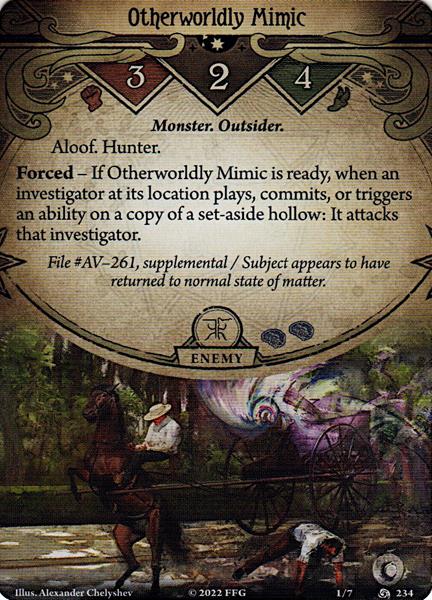 Otherworldly Mimic
3 2 4
Monster. Outsider.
Aloof. Hunter.
Forced – If Otherworldly Mimic is ready, when an
investigator at its location plays, commits, or triggers
an ability on a copy of a set-aside hollow: It attacks
that investigator.
File #AV–261, supplemental / Subject appears to have
returned to normal state of matter.
ENEMY
Illus. Alexander Chelyshev © 2022 FFG 1/7 234